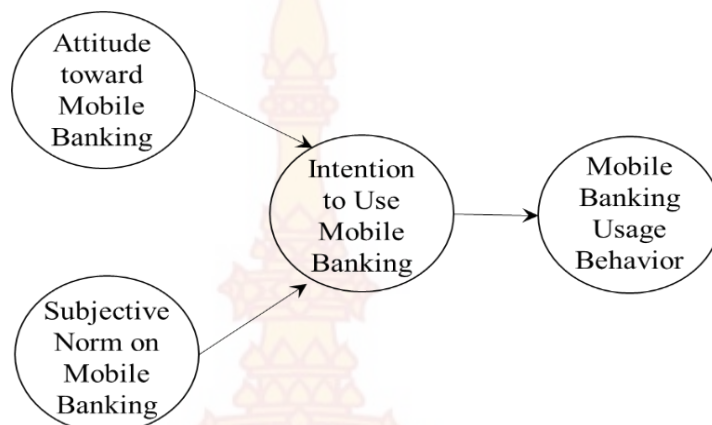 Attitude
toward
Mobile
Banking
Intention
to Use
Mobile
Banking
Mobile
Banking
Usage
Behavior
Subjective
Norm on
Mobile
Banking